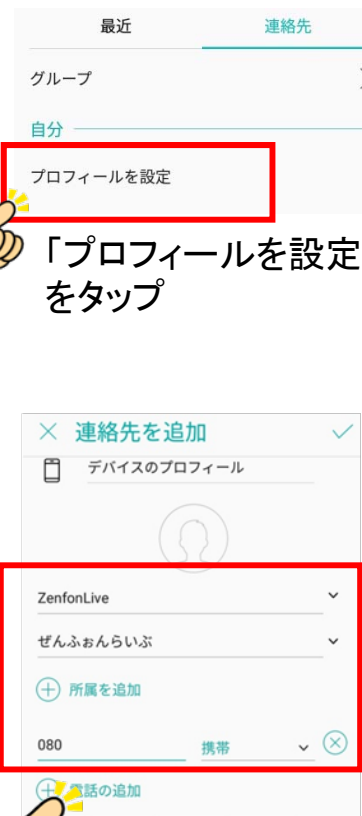 最近 連絡先
グループ
自分
プロフィールを設定
「プロフィールを設定
をタップ
連絡先を追加
デバイスのプロフィール
ZenfonLive
ぜんふぉんらいぶ
所属を追加
080 携帯
電話の追加